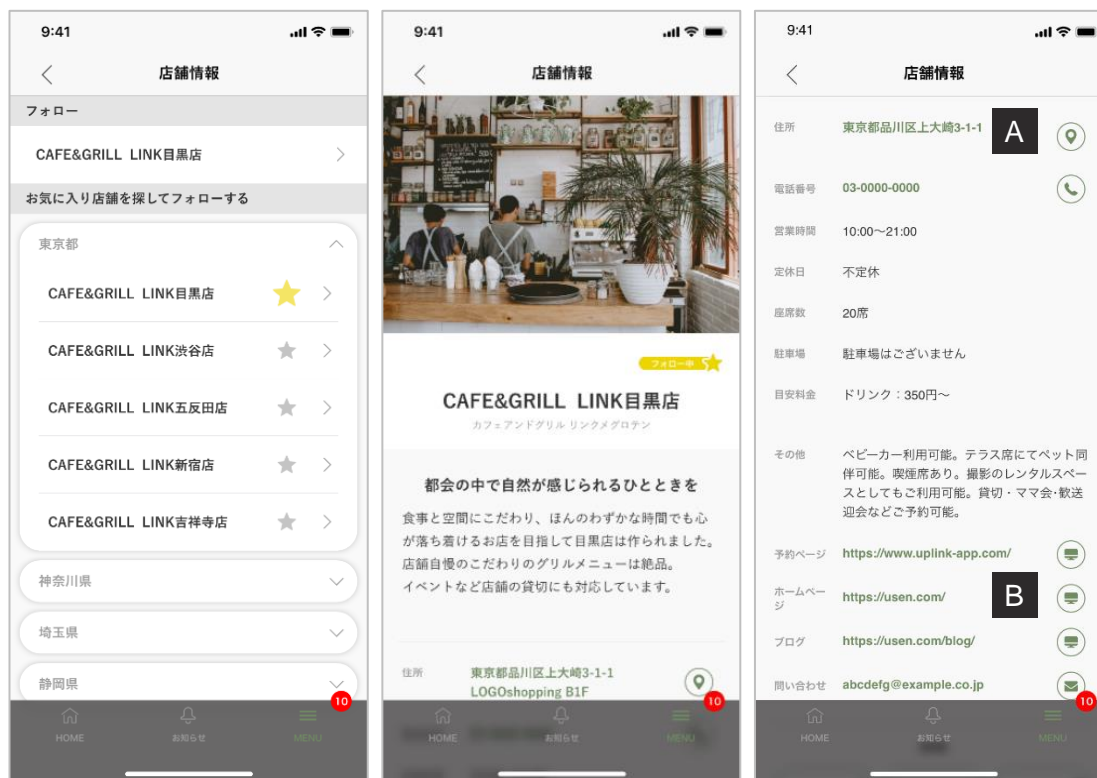 9:41
店舗情報
フォロー
CAFE&GRILL LINK目黒店
お気に入り店舗を探してフォローする
東京都
CAFE&GRILL LINK目黒店
CAFE&GRILL LINK渋谷店
CAFE&GRILL LINK五反田店
CAFE&GRILL LINK新宿店
CAFE&GRILL LINK吉祥寺店
神奈川県
埼玉県
静岡県
10
HOME
お知らせ
MENU
9:41
店舗情報
フォロー中
CAFE&GRILL LINK目黒店
カフェアンドグリル リンクメグロテン
都会の中で自然が感じられるひとときを
食事と空間にこだわり、ほんのわずかな時間でも心
が落ち着けるお店を目指して目黒店は作られました。
店舗自慢のこだわりのグリルメニューは絶品。
イベントなど店舗の貸切にも対応しています。
住所 東京都品川区上大崎3-1-1
LOGOshopping B1F
10
HOME
お知らせ
MENU
9:41
店舗情報
住所 東京都品川区上大崎3-1-1 A
電話番号 03-0000-0000
営業時間 10:00〜21:00
定休日 不定休
座席数 20席
駐車場 駐車場はございません
目安料金 ドリンク：350円〜
その他 ベビーカー利用可能。テラス席にてペット同
伴可能。喫煙席あり。撮影のレンタルスペー
スとしてもご利用可能。貸切・ママ会･歓送
迎会などご予約可能。
予約ページ https://www.uplink-app.com/
ホームペー
ジ https://usen.com/ B
ブログ https://usen.com/blog/
問い合わせ abcdefg@example.co.jp
10
HOME
お知らせ
MENU